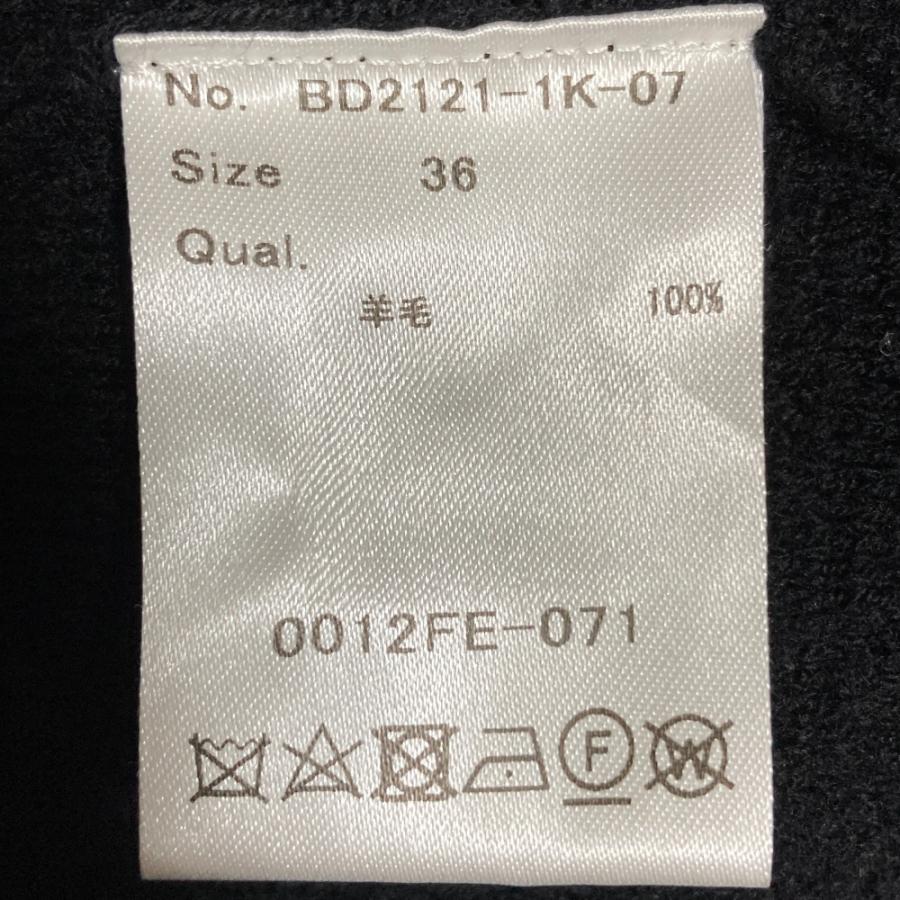 No. BD2121-1K-07
Size 36
Qual.
羊毛 100%
0012FE-071
F W